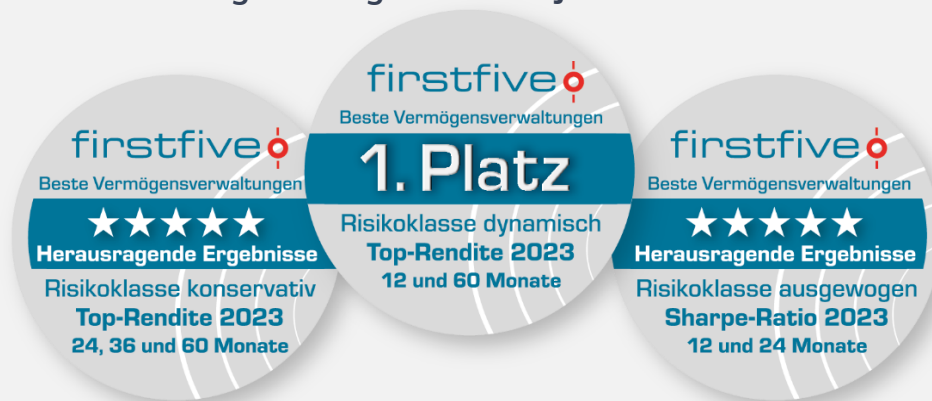 firstfive
Beste Vermögensverwaltungen
Herausragende Ergebnisse
Risikoklasse konservativ
Top-Rendite 2023
24, 36 und 60 Monate
firstfive
Beste Vermögensverwaltungen
1. Platz
Risikoklasse dynamisch
Top-Rendite 2023
12 und 60 Monate
firstfive
Beste Vermögensverwaltungen
Herausragende Ergebnisse
Risikoklasse ausgewogen
Sharpe-Ratio 2023
12 und 24 Monate